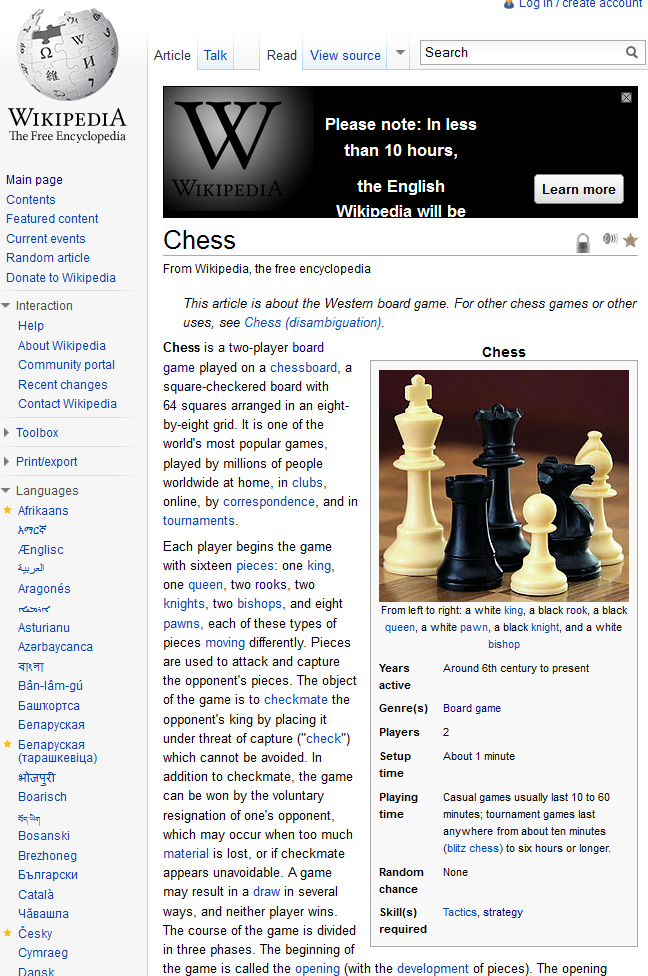 Log in / create account
WIKIPEDIA
The Free Encyclopedia
Article Talk Read View source Search
Please note: In less
than 10 hours,
the English
Wikipedia will be
Learn more
W
WIKIPEDIA
Main page
Contents
Featured content
Current events
Random article
Donate to Wikipedia
Interaction
Help
About Wikipedia
Community portal
Recent changes
Contact Wikipedia
Toolbox
Print/export
Languages
Afrikaans
አማርኛ
Ænglisc
العربية
Aragonés
Asturianu
Azərbaycanca
বাংলা
Bân-lâm-gú
Башҡортса
Беларуская
Беларуская
(тарашкевіца)
भोजपुरी
Boarisch
བོད་ཡིག
Bosanski
Brezhoneg
Български
Català
Чӑвашла
Česky
Cymraeg
Dansk
Chess
From Wikipedia, the free encyclopedia
This article is about the Western board game. For other chess games or other
uses, see Chess (disambiguation).
Chess is a two-player board
game played on a chessboard, a
square-checkered board with
64 squares arranged in an eight-
by-eight grid. It is one of the
world's most popular games,
played by millions of people
worldwide at home, in clubs,
online, by correspondence, and in
tournaments.
Each player begins the game
with sixteen pieces: one king,
one queen, two rooks, two
knights, two bishops, and eight
pawns, each of these types of
pieces moving differently. Pieces
are used to attack and capture
the opponent's pieces. The object
of the game is to checkmate the
opponent's king by placing it
under threat of capture ("check")
which cannot be avoided. In
addition to checkmate, the game
can be won by the voluntary
resignation of one's opponent,
which may occur when too much
material is lost, or if checkmate
appears unavoidable. A game
may result in a draw in several
ways, and neither player wins.
The course of the game is divided
in three phases. The beginning of
the game is called the opening (with the development of pieces). The opening
Chess
From left to right: a white king, a black rook, a black
queen, a white pawn, a black knight, and a white
bishop
Years active Around 6th century to present
Genre(s) Board game
Players 2
Setup time About 1 minute
Playing time Casual games usually last 10 to 60
minutes; tournament games last
anywhere from about ten minutes
(blitz chess) to six hours or longer.
Random chance None
Skill(s) required Tactics, strategy